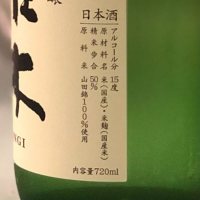 醸
日本酒
アルコール分 15度
原材料名 米(国産)・米麹(国産米)
精米歩合 50%
原料米 山田錦100%使用
NGI
内容量720ml